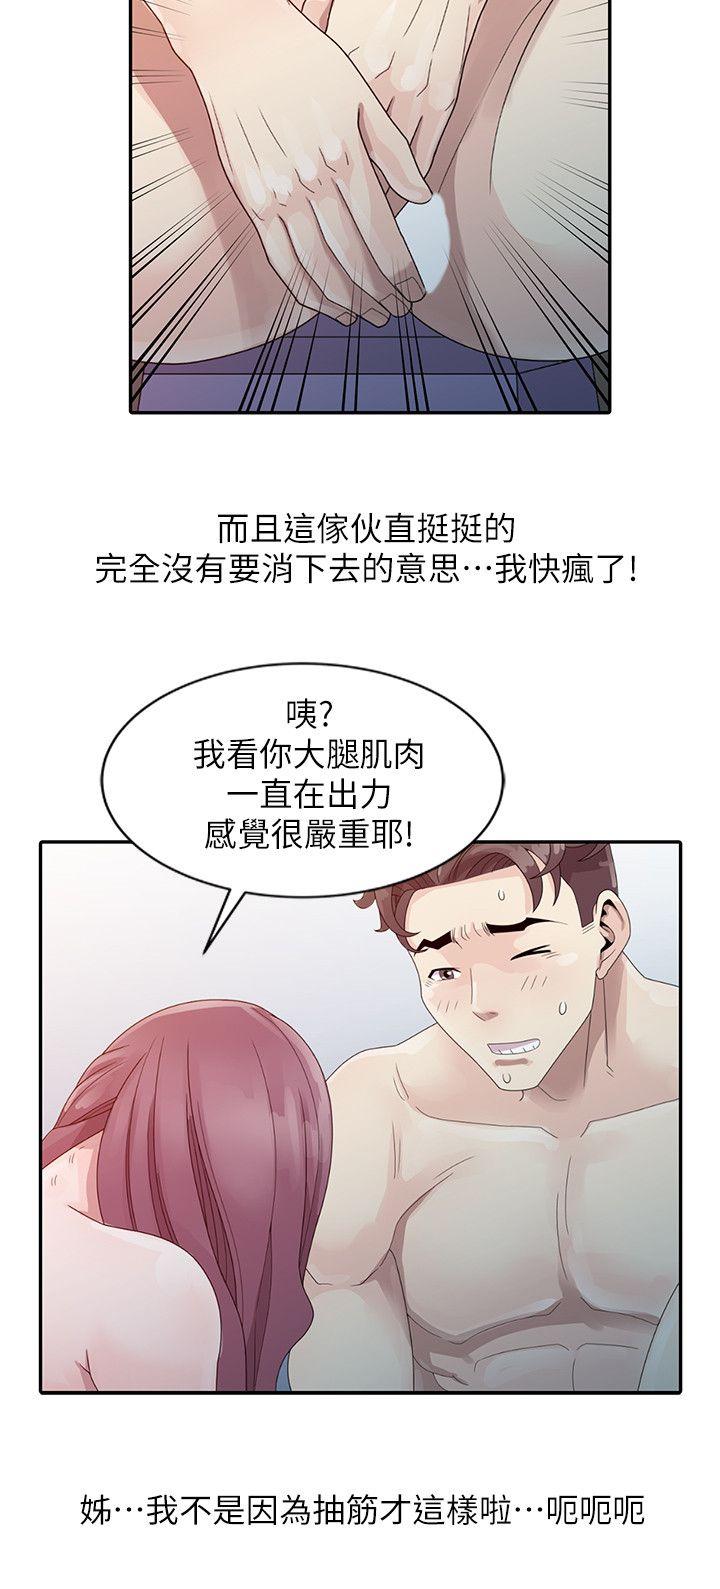 而且這傢伙直挺挺的
完全沒有要消下去的意思⋯我快瘋了!
咦?
我看你大腿肌肉
一直在出力
感覺很嚴重耶!
姊⋯我不是因為抽筋才這樣啦⋯呃呃呃